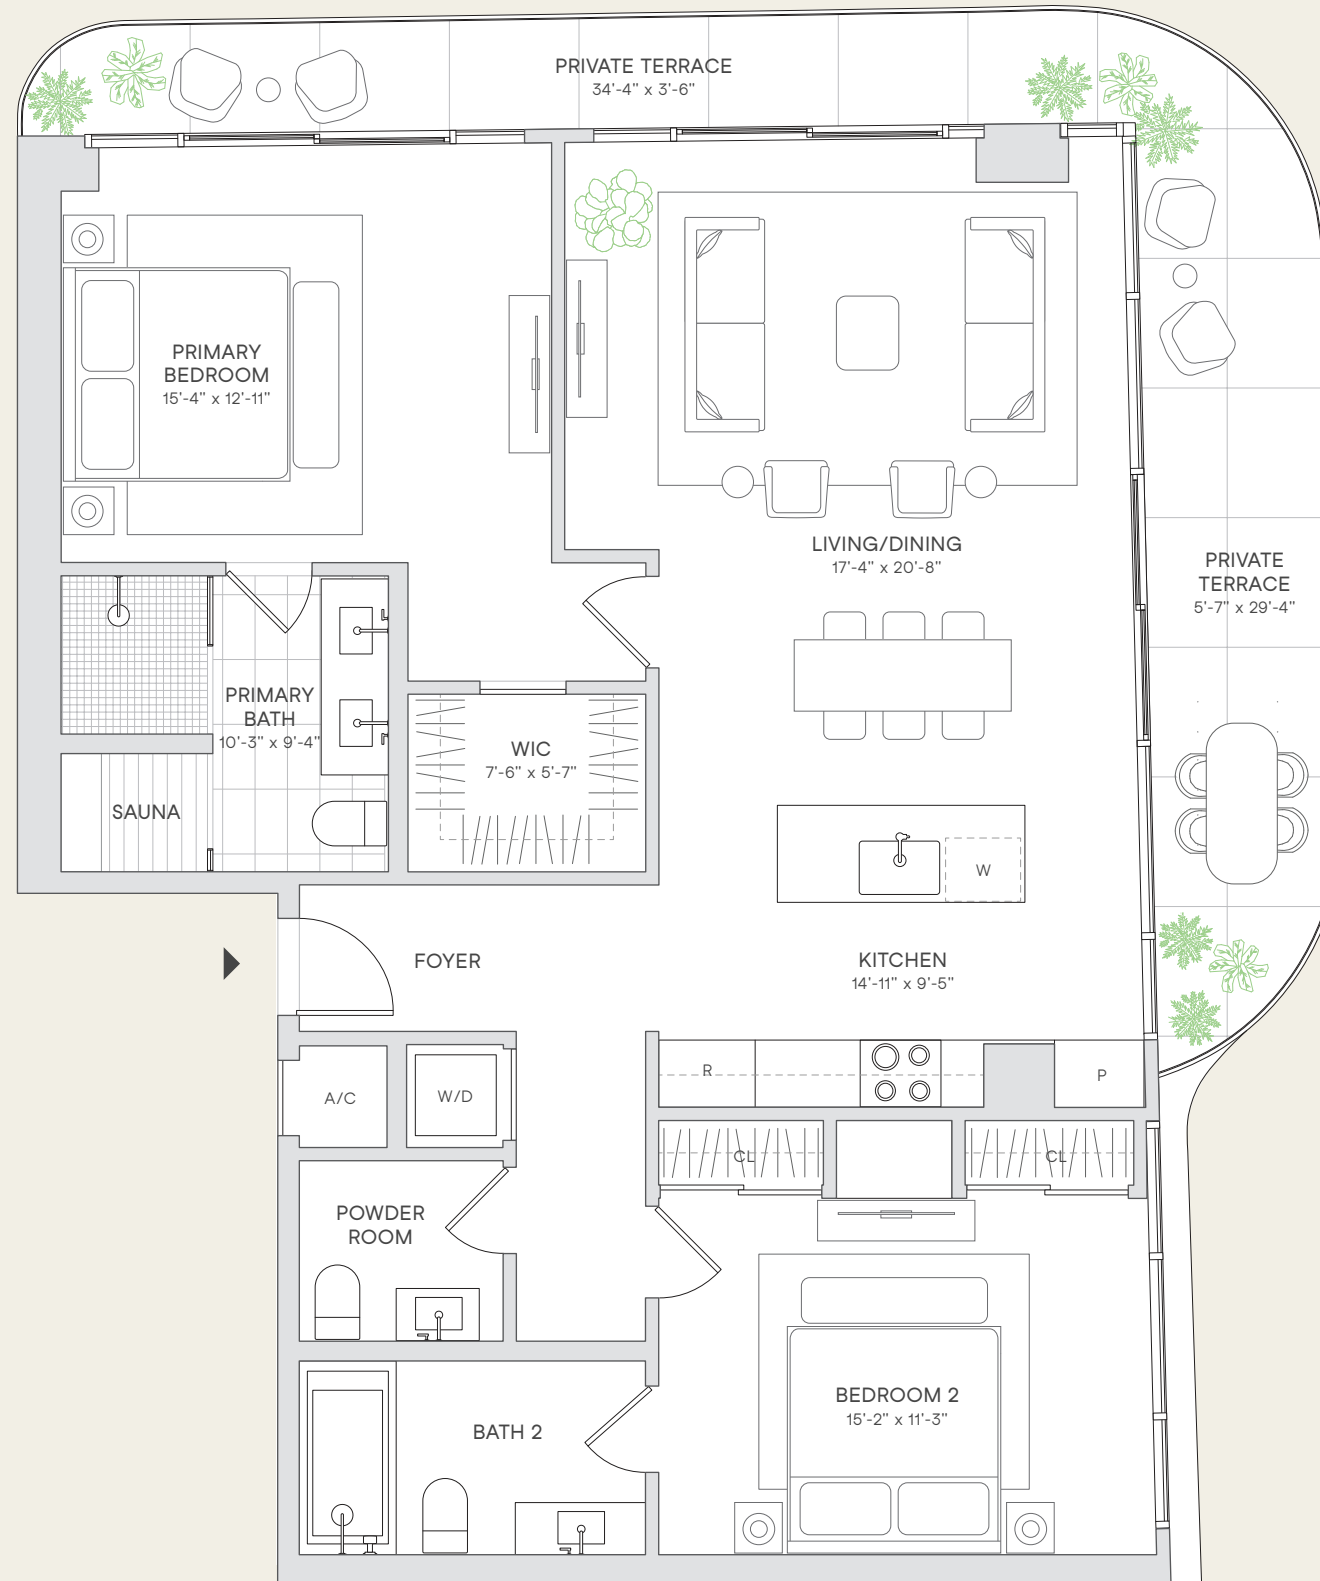 PRIVATE TERRACE
34'-4" x 3'-6"
PRIMARY
BEDROOM
15'-4" x 12'-11"
LIVING/DINING
17'-4" x 20'-8"
PRIVATE
TERRACE
5'-7" x 29'-4"
PRIMARY
BATH
10'-3" x 9'-4"
WIC
7'-6" x 5'-7"
SAUNA
W
FOYER
KITCHEN
14'-11" x 9'-5"
R
P
A/C
W/D
CL
CL
POWDER
ROOM
BEDROOM 2
15'-2" x 11'-3"
BATH 2